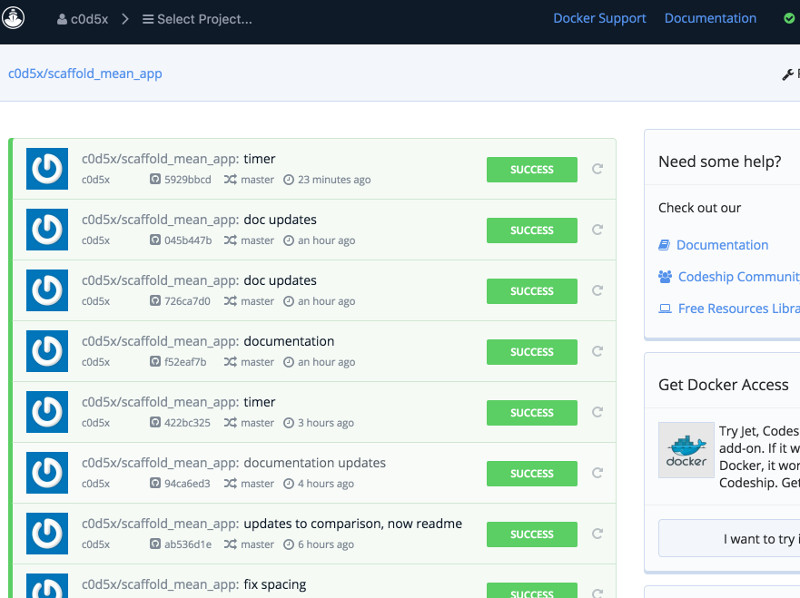 c0d5x > Select Project... Docker Support Documentation
c0d5x/scaffold_mean_app
c0d5x/scaffold_mean_app: timer
c0d5x 5929bbcd master 23 minutes ago
SUCCESS
c0d5x/scaffold_mean_app: doc updates
c0d5x 045b447b master an hour ago
SUCCESS
c0d5x/scaffold_mean_app: doc updates
c0d5x 726ca7d0 master an hour ago
SUCCESS
c0d5x/scaffold_mean_app: documentation
c0d5x f52eaf7b master an hour ago
SUCCESS
c0d5x/scaffold_mean_app: timer
c0d5x 422bc325 master 3 hours ago
SUCCESS
c0d5x/scaffold_mean_app: documentation updates
c0d5x 94ca6ed3 master 4 hours ago
SUCCESS
c0d5x/scaffold_mean_app: updates to comparison, now readme
c0d5x ab536d1e master 6 hours ago
SUCCESS
c0d5x/scaffold_mean_app: fix spacing
SUCCESS
Need some help?
Check out our
Documentation
Codeship Communit
Free Resources Libra
Get Docker Access
docker
Try Jet, Codes
add-on. If it w
Docker, it wor
Codeship. Get
I want to try i